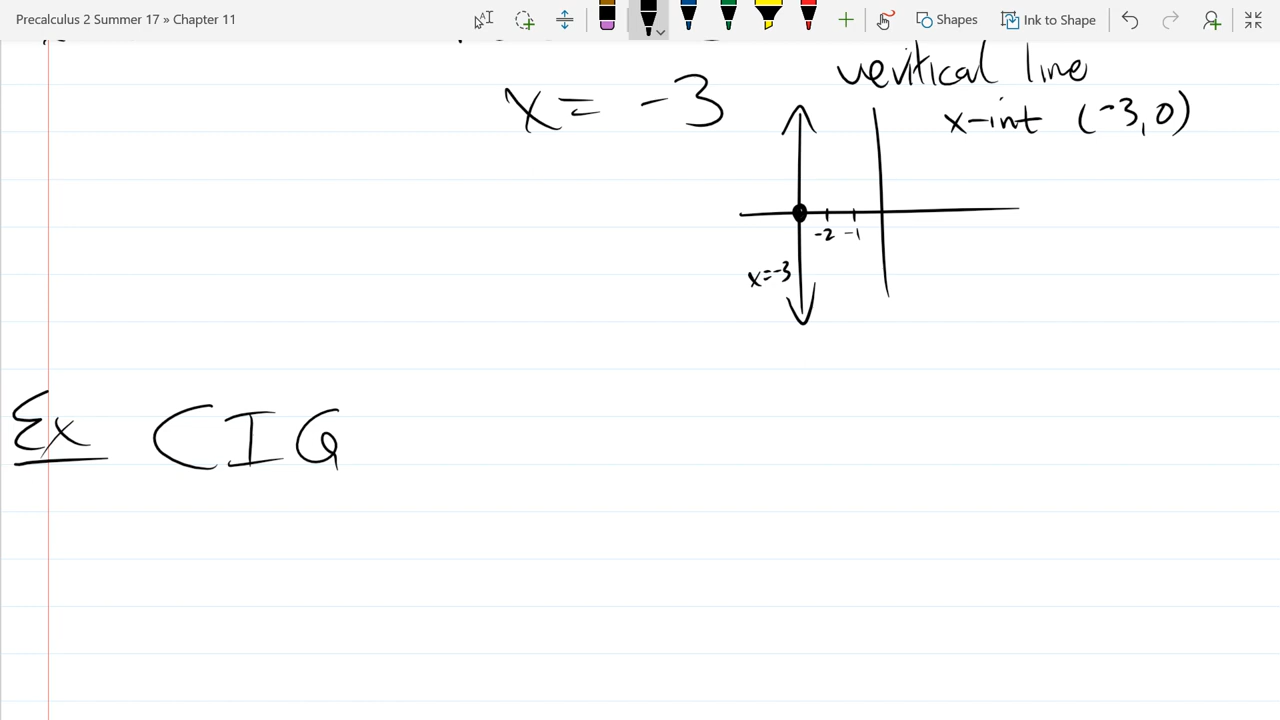 Precalculus 2 Summer 17 » Chapter 11
Shapes
Ink to Shape
vevitical line
x = -3
x-int (-3, 0)
-2 -1
x=-3
Ex CIG